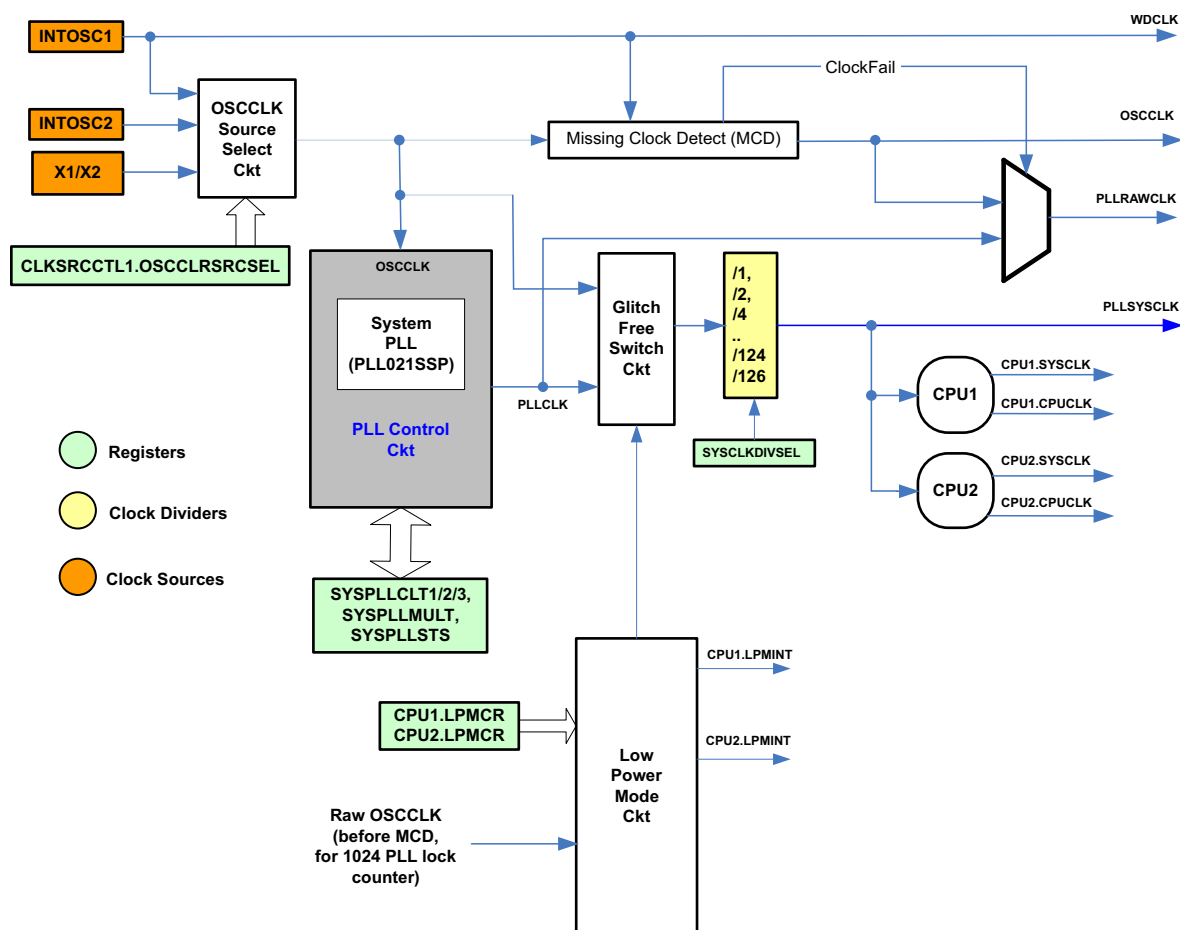 INTOSC1
WDCLK
ClockFail
OSCCLK
Source
Select
Ckt
INTOSC2
X1/X2
Missing Clock Detect (MCD)
OSCCLK
PLLRAWCLK
CLKSRCCTL1.OSCCLRSRCSEL
OSCCLK
System
PLL
(PLL021SSP)
PLL Control
Ckt
PLLCLK
Glitch
Free
Switch
Ckt
/1,
/2,
/4
..
/124
/126
SYSCLKDIVSEL
PLLSYSCLK
CPU1
CPU1.SYSCLK
CPU1.CPUCLK
CPU2
CPU2.SYSCLK
CPU2.CPUCLK
Registers
Clock Dividers
Clock Sources
SYSPLLCLT1/2/3,
SYSPLLMULT,
SYSPLLSTS
CPU1.LPMCR
CPU2.LPMCR
Raw OSCCLK
(before MCD,
for 1024 PLL lock
counter)
Low
Power
Mode
Ckt
CPU1.LPMINT
CPU2.LPMINT